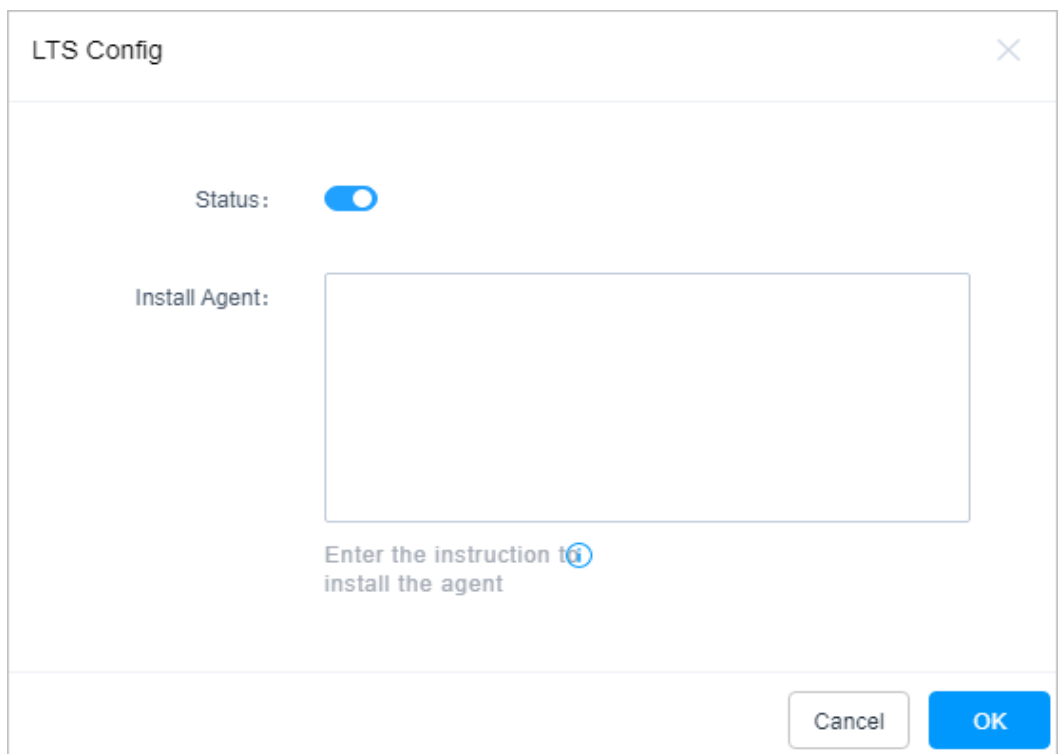 LTS Config
Status:
Install Agent:
Enter the instruction to
install the agent
Cancel
OK